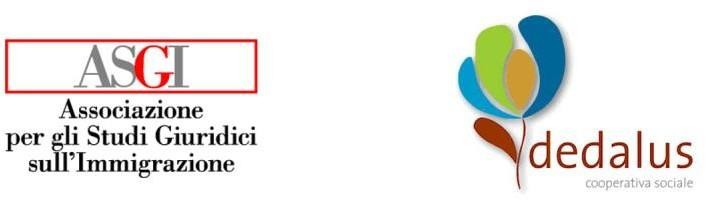 ASGI
Associazione
per gli Studi Giuridici
sull'Immigrazione
dedalus
cooperativa sociale